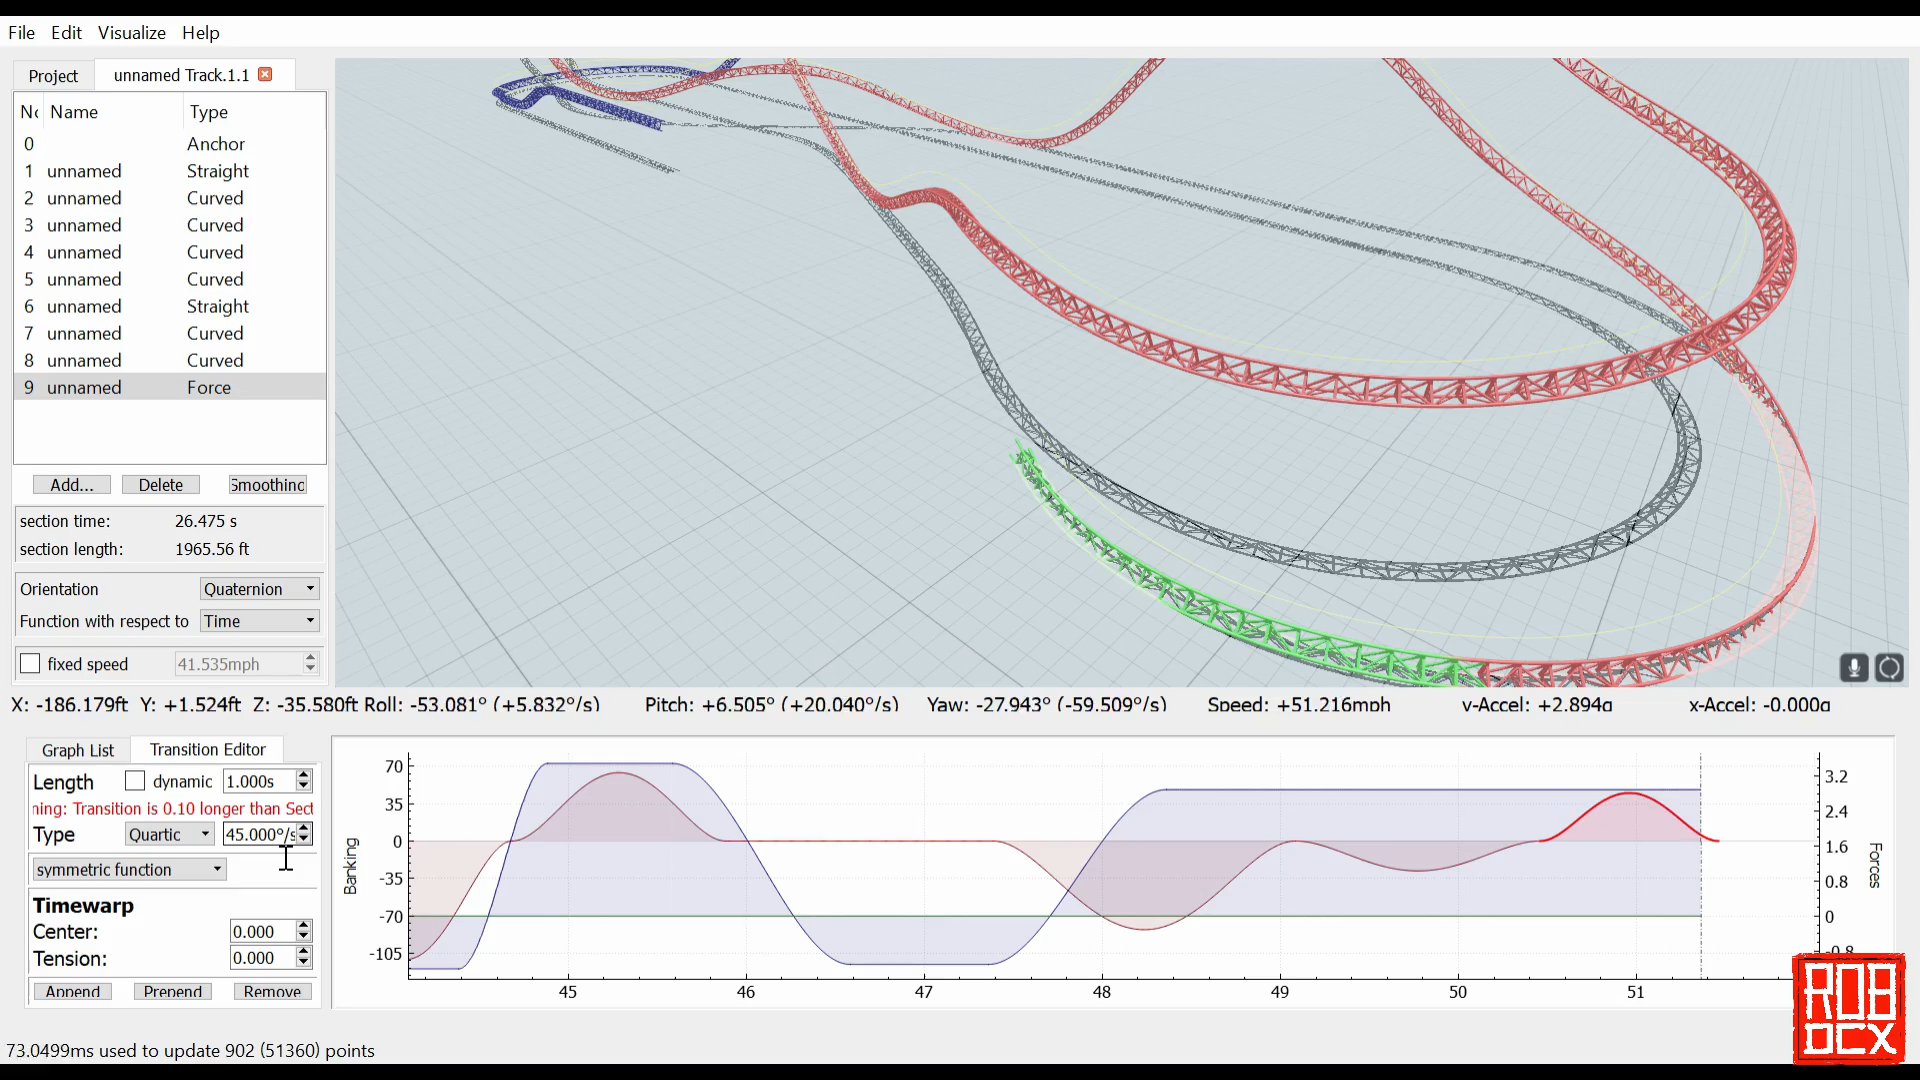 File Edit Visualize Help
Project unnamed Track.1.1
Nc Name Type
0 Anchor
1 unnamed Straight
2 unnamed Curved
3 unnamed Curved
4 unnamed Curved
5 unnamed Curved
6 unnamed Straight
7 unnamed Curved
8 unnamed Curved
9 unnamed Force
Add... Delete Smoothing
section time: 26.475 s
section length: 1965.56 ft
Orientation Quaternion
Function with respect to Time
fixed speed 41.535mph
X: -186.179ft Y: +1.524ft Z: -35.580ft Roll: -53.081° (+5.832°/s) Pitch: +6.505° (+20.040°/s) Yaw: -27.943° (-59.509°/s) Speed: +51.216mph y-Accel: +2.894g x-Accel: -0.000g
Graph List Transition Editor
Length dynamic 1.000s
ning: Transition is 0.10 longer than Sect
Type Quartic 45.000°/s
symmetric function
Timewarp
Center: 0.000
Tension: 0.000
Append Prepend Remove
Banking
70
35
0
-35
-70
-105
45 46 47 48 49 50 51
3.2
2.4
1.6
0.8
0
-0.8
Forces
73.0499ms used to update 902 (51360) points
ROB
OCX